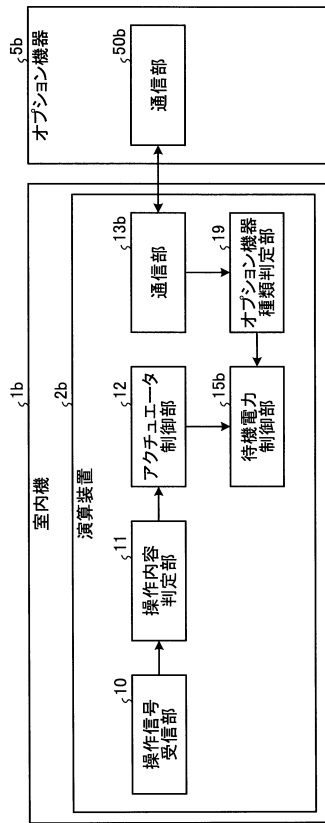 室内機
1b
演算装置
2b
操作信号
受信部
10
操作内容
判定部
11
アクチュエータ
制御部
12
通信部
13b
待機電力
制御部
15b
オプション機器
種類判定部
19
オプション機器
5b
通信部
50b